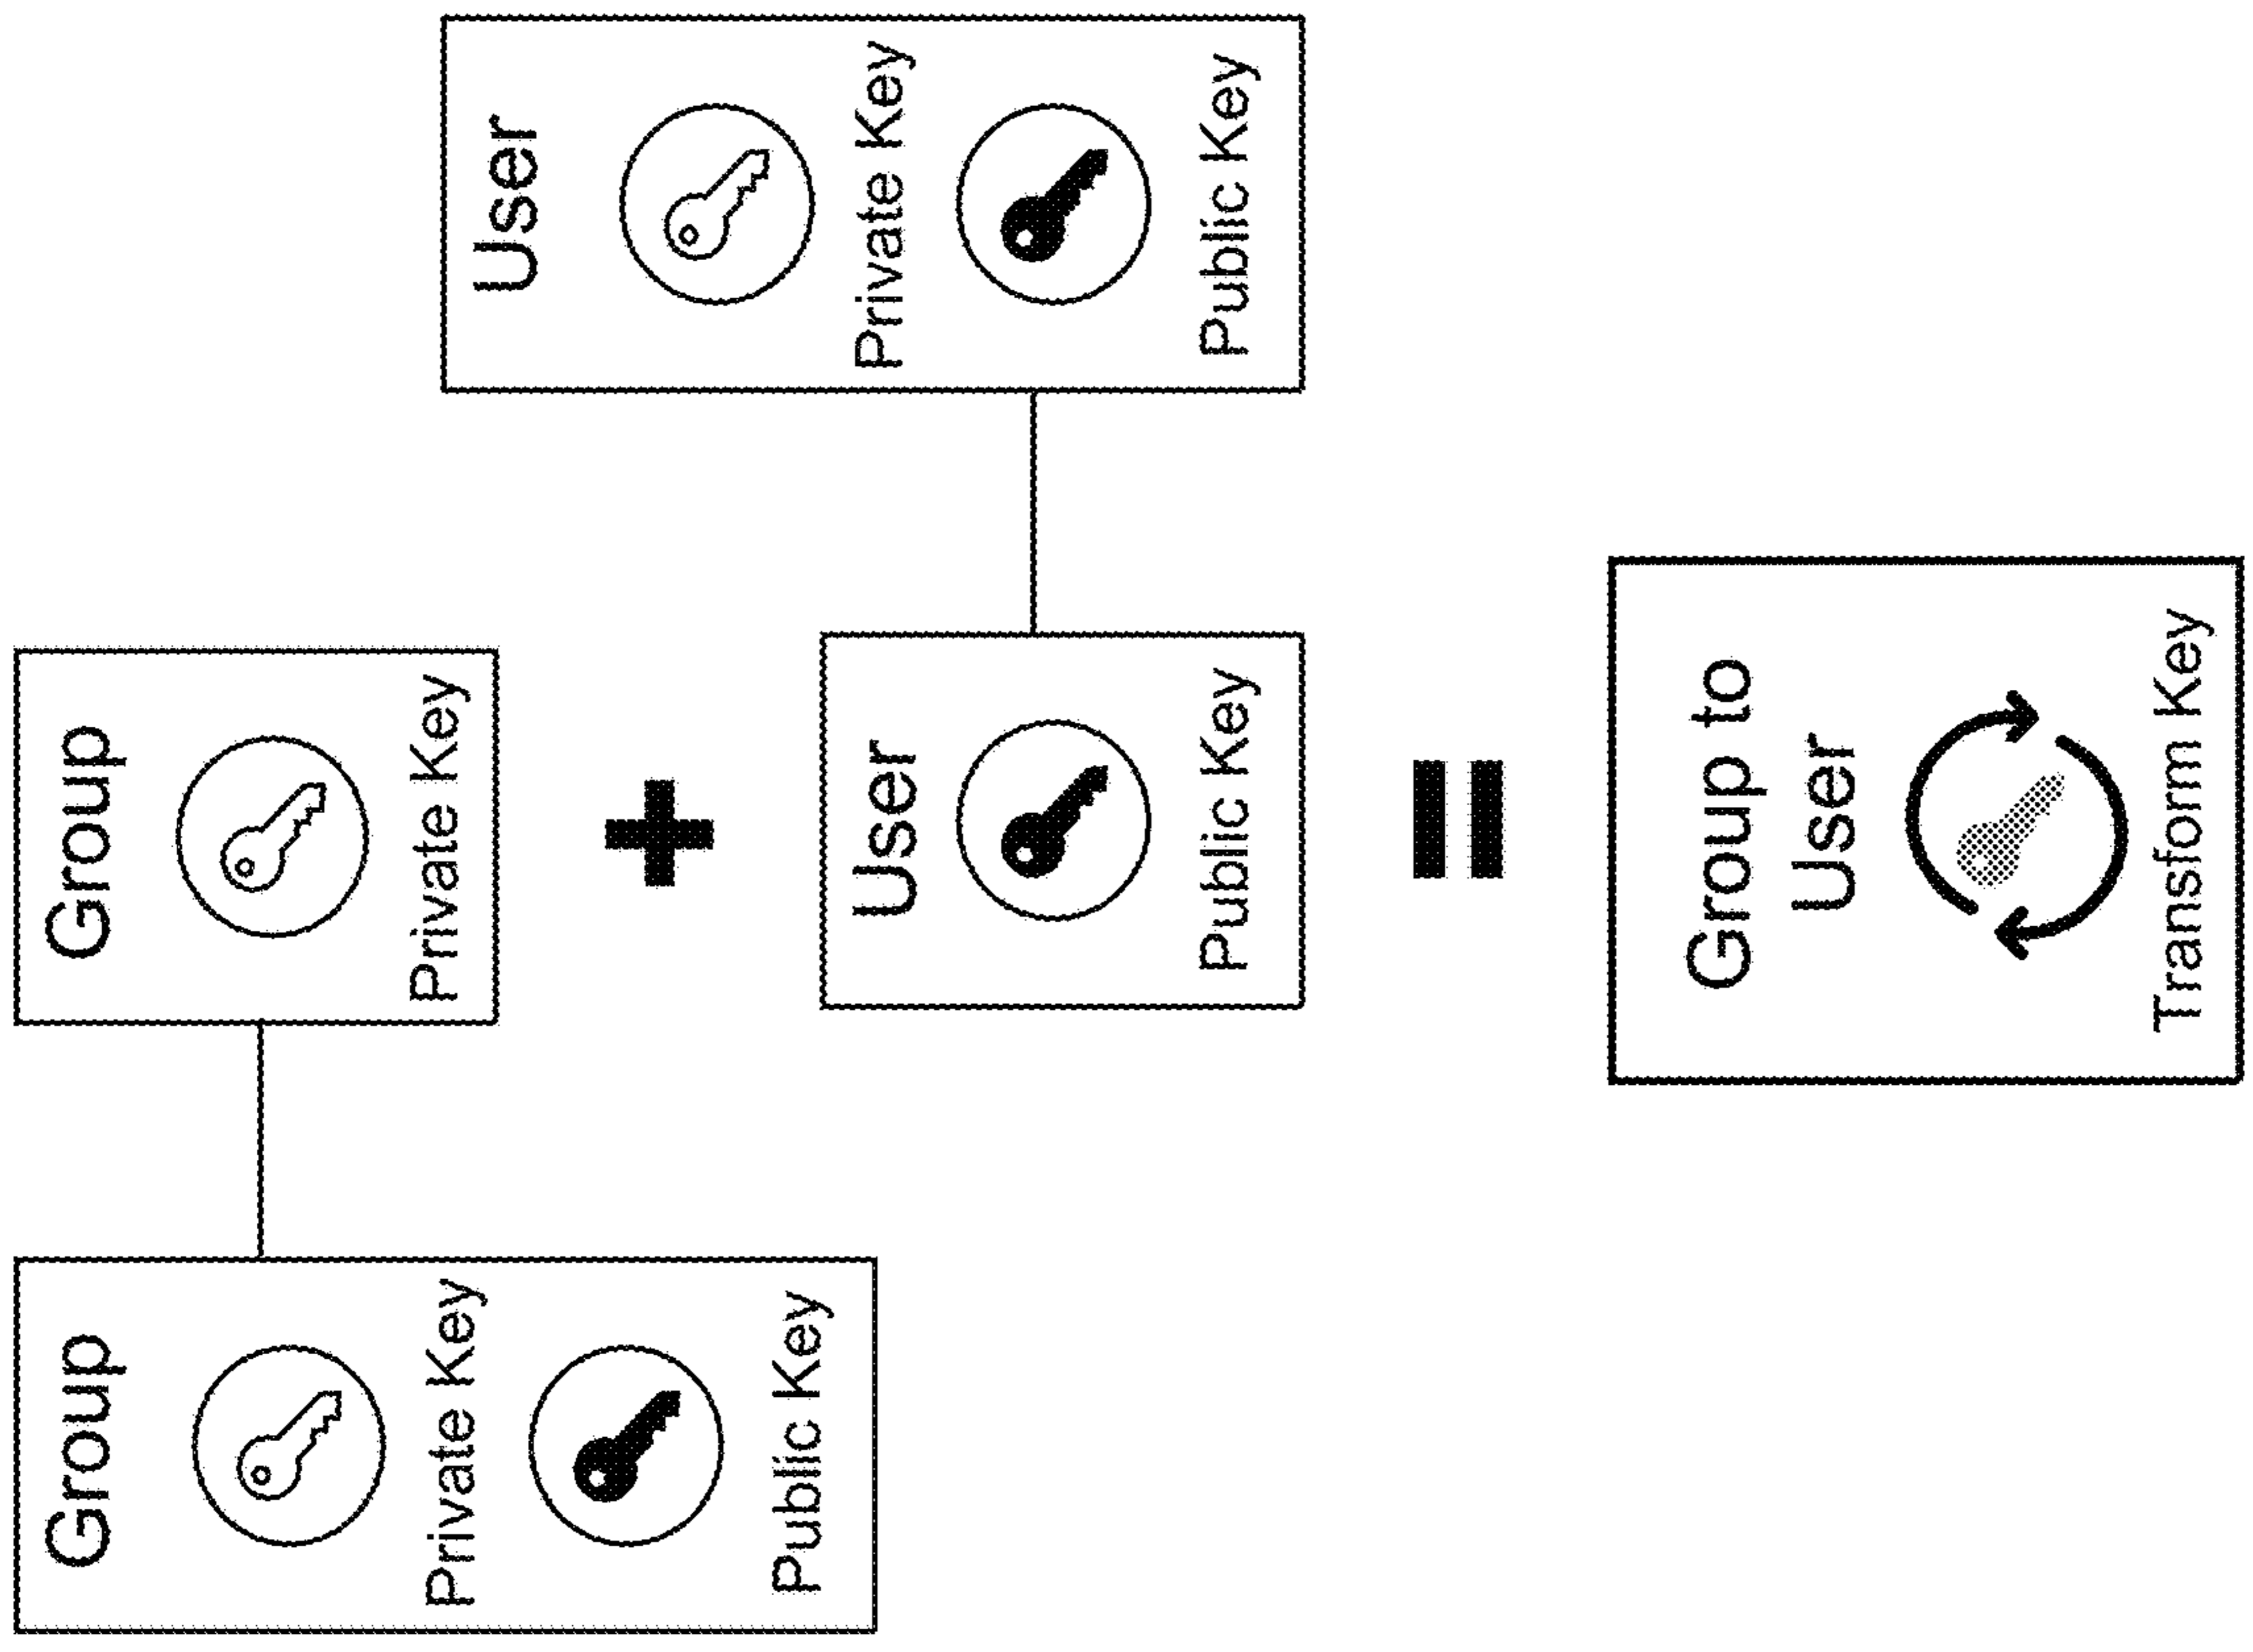 Group
Private Key
Public Key
Group
Private Key
+
User
Public Key
=
Group to
User
Transform Key
User
Private Key
Public Key